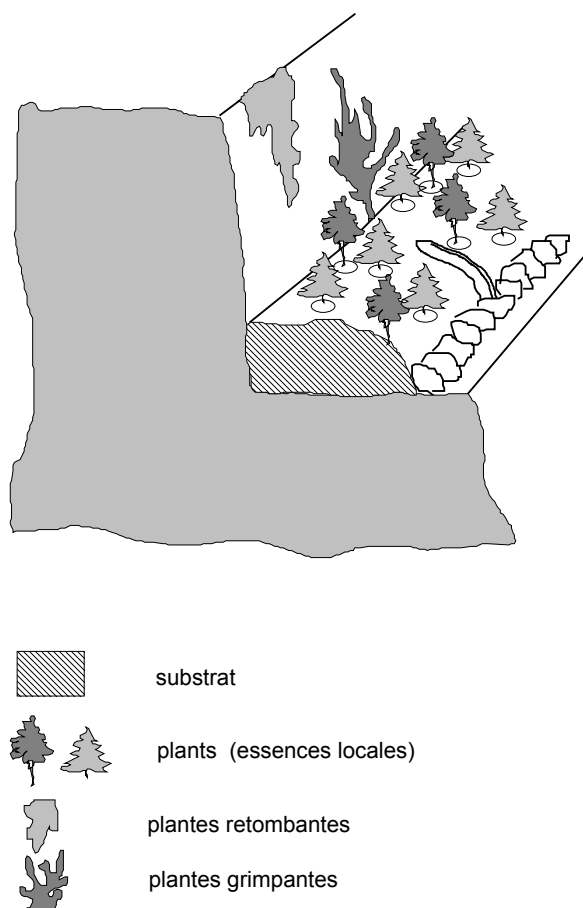 substrat
plants (essences locales)
plantes retombantes
plantes grimpantes